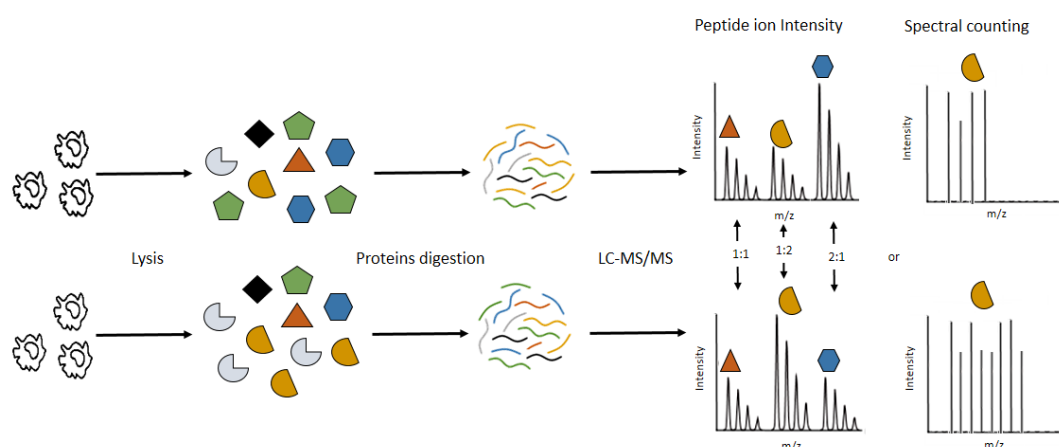 Peptide ion Intensity
Spectral counting
Intensity
Intensity
m/z
m/z
Lysis
Proteins digestion
LC-MS/MS
1:1
1:2
2:1
or
Intensity
Intensity
m/z
m/z